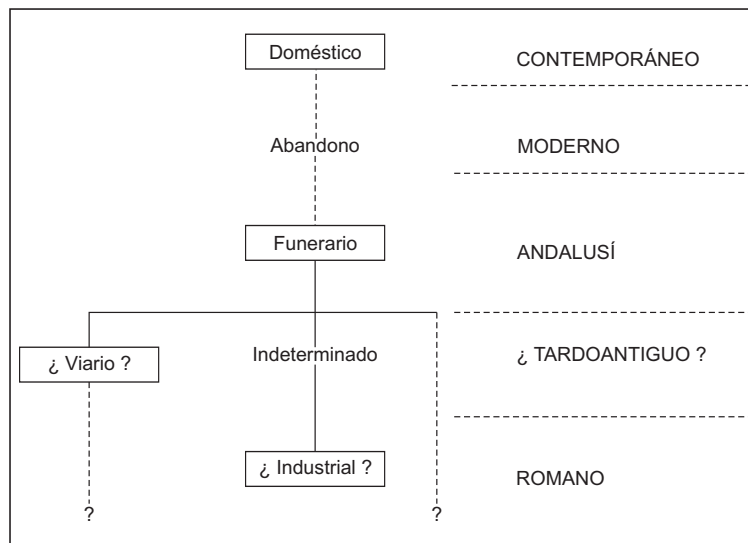 Doméstico
CONTEMPORÁNEO
Abandono
MODERNO
Funerario
ANDALUSÍ
¿ Viario ?
Indeterminado
¿ TARDOANTIGUO ?
¿ Industrial ?
ROMANO
?
?